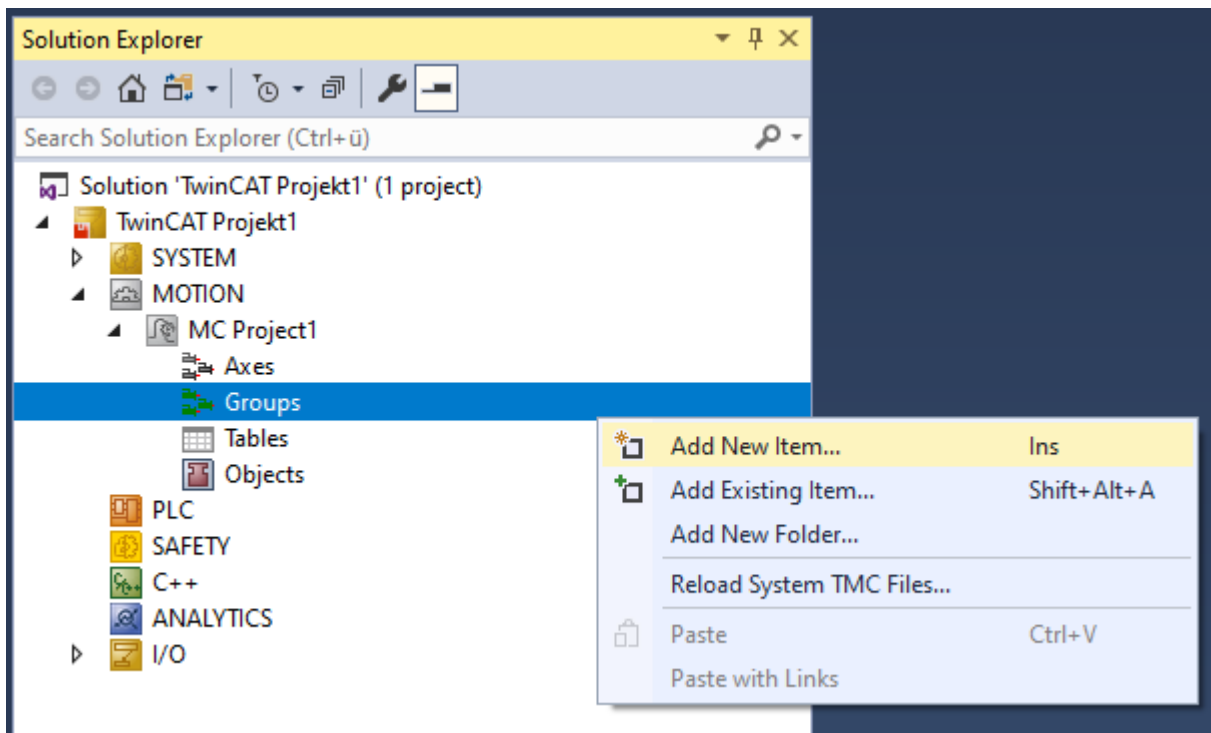 Solution Explorer
Search Solution Explorer (Ctrl+ü)
Solution 'TwinCAT Projekt1' (1 project)
TwinCAT Projekt1
SYSTEM
MOTION
MC Project1
Axes
Groups
Tables
Objects
PLC
SAFETY
C++
ANALYTICS
I/O
Add New Item... Ins
Add Existing Item... Shift+Alt+A
Add New Folder...
Reload System TMC Files...
Paste Ctrl+V
Paste with Links